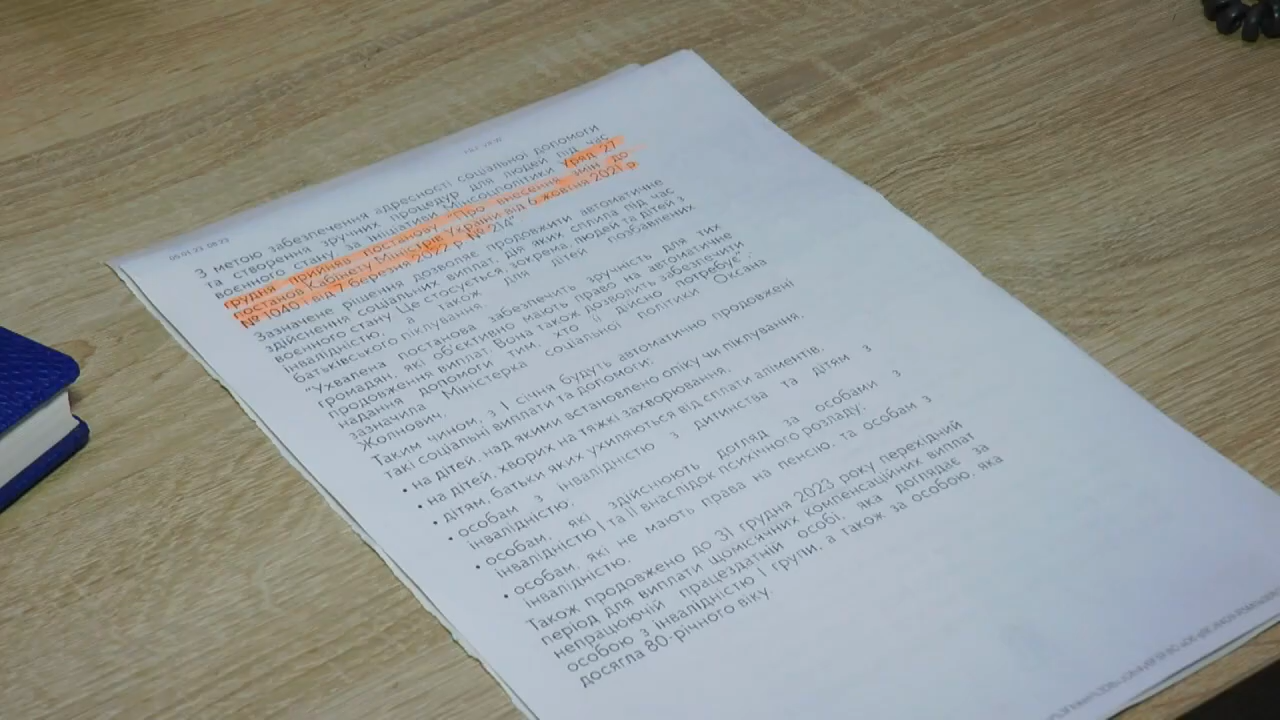 05.01.23 08:23
З метою забезпечення адресності соціальної допомоги
та створення зручних процедур для людей під час
воєнного стану за ініціативи Мінсоцполітики Уряд 27
грудня прийняв постанову "Про внесення змін до
постанов Кабінету Міністрів України від 6 жовтня 2021 р.
№ 1040 і від 7 березня 2022 р. № 214".
Зазначене рішення дозволяє продовжити автоматичне
здійснення соціальних виплат, дія яких спливла під час
воєнного стану. Це стосується, зокрема, людей та дітей з
інвалідністю, а також для дітей позбавлених
батьківського піклування.
"Ухвалена постанова забезпечить зручність для тих
громадян, які об'єктивно мають право на автоматичне
продовження виплат. Вона також дозволить забезпечити
надання допомоги тим, хто її дійсно потребує",-
зазначила Міністерка соціальної політики Оксана
Жолнович.
Таким чином, з 1 січня будуть автоматично продовжені
такі соціальні виплати та допомоги:
• на дітей, над якими встановлено опіку чи піклування.
• на дітей, хворих на тяжкі захворювання,
• дітям, батьки яких ухиляються від сплати аліментів,
• особам з інвалідністю з дитинства та дітям з
інвалідністю,
• особам, які здійснюють догляд за особами з
інвалідністю I та II внаслідок психічного розладу,
• особам, які не мають права на пенсію, та особам з
інвалідністю.
Також продовжено до 31 грудня 2023 року перехідний
період для виплати щомісячних компенсаційних виплат
непрацюючій працездатній особі, яка доглядає за
особою з інвалідністю I групи, а також за особою, яка
досягла 80-річного віку.